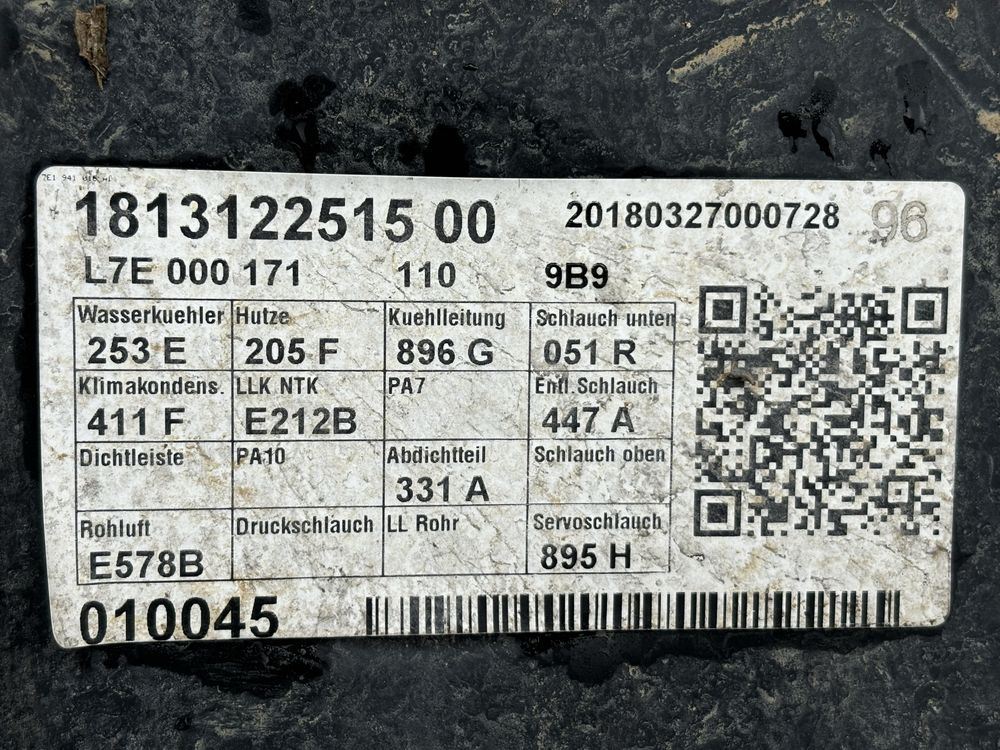 7E1 941
1813122515 00 20180327000728 96
L7E 000 171 110 9B9
Wasserkuehler Hutze Kuehlleitung Schlauch unten
253 E 205 F 896 G 051 R
Klimakondens. LLK NTK PA7 Entl.Schlauch
411 F E212B 447 A
Dichtleiste PA10 Abdichtteil Schlauch oben
331 A
Rohluft Druckschlauch LL Rohr Servoschlauch
E578B 895 H
010045